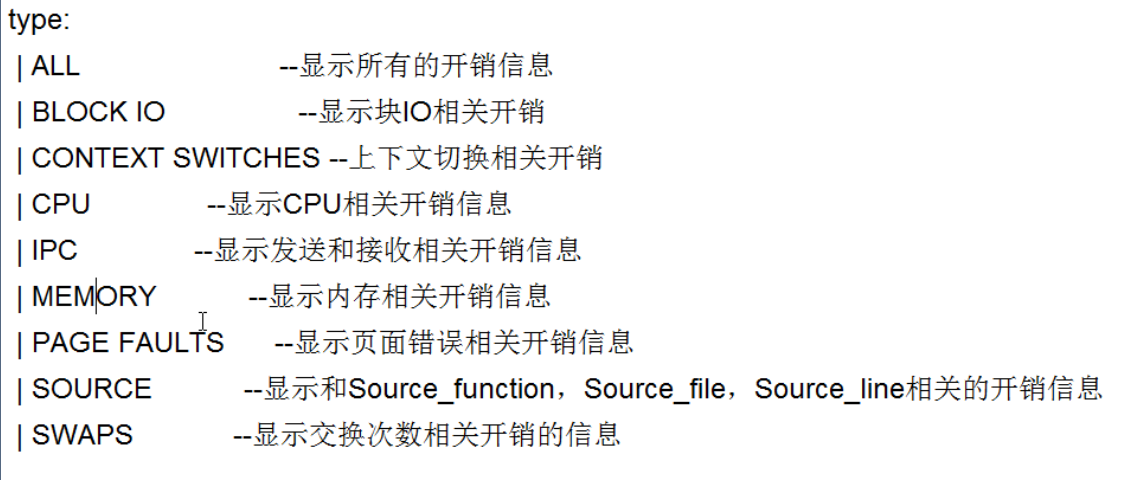 type:
| ALL --显示所有的开销信息
| BLOCK IO --显示块IO相关开销
| CONTEXT SWITCHES --上下文切换相关开销
| CPU --显示CPU相关开销信息
| IPC --显示发送和接收相关开销信息
| MEMORY --显示内存相关开销信息
| PAGE FAULTS --显示页面错误相关开销信息
| SOURCE --显示和Source_function，Source_file，Source_line相关的开销信息
| SWAPS --显示交换次数相关开销的信息